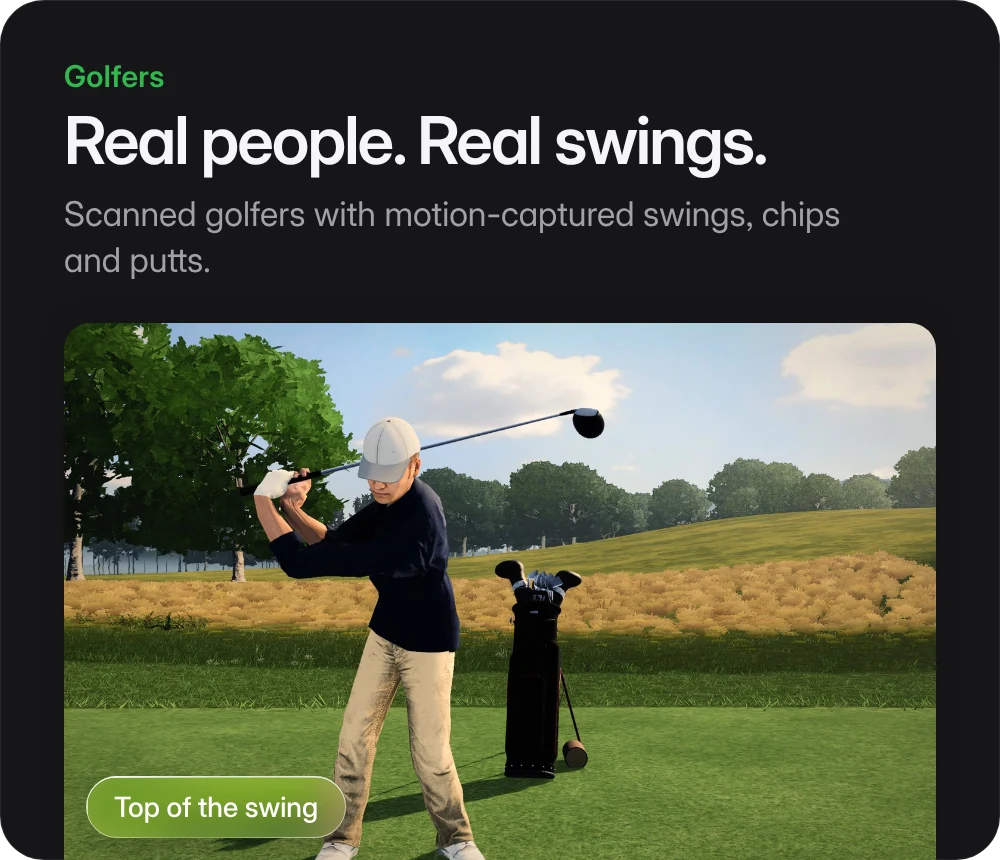 Golfers
Real people. Real swings.
Scanned golfers with motion-captured swings, chips
and putts.
Top of the swing